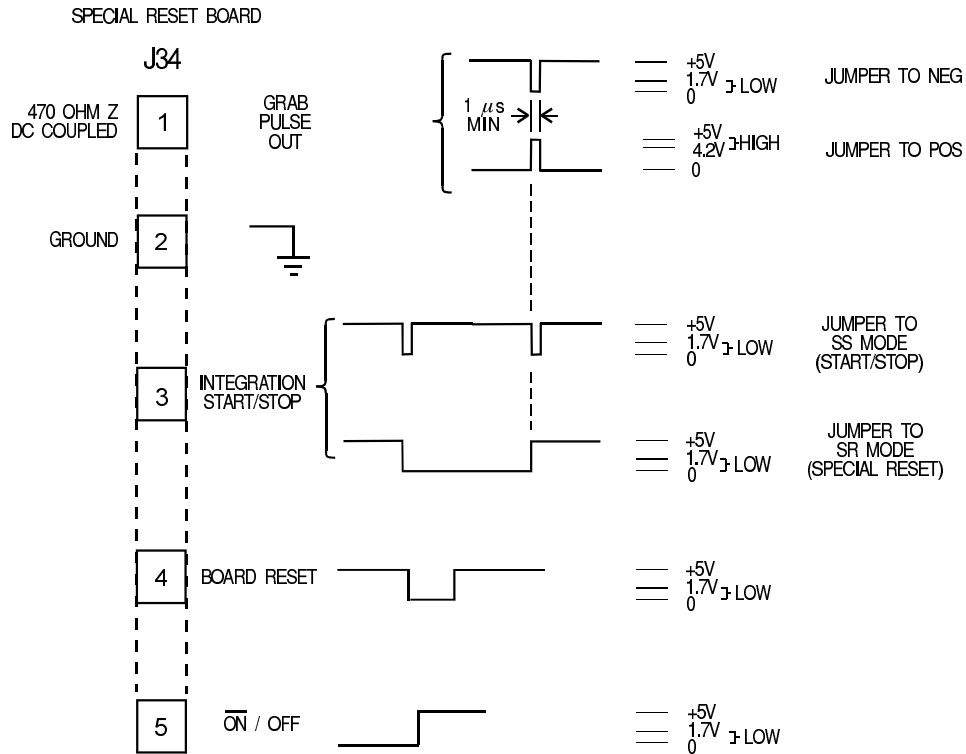 SPECIAL RESET BOARD
J34
470 OHM Z
DC COUPLED
1
GRAB
PULSE
OUT
1 μs
MIN
+5V
1.7V
0
LOW
JUMPER TO NEG
+5V
4.2V
0
HIGH
JUMPER TO POS
GROUND
2
3
INTEGRATION
START/STOP
+5V
1.7V
0
LOW
JUMPER TO
SS MODE
(START/STOP)
+5V
1.7V
0
LOW
JUMPER TO
SR MODE
(SPECIAL RESET)
4
BOARD RESET
+5V
1.7V
0
LOW
5
O̅N̅ / OFF
+5V
1.7V
0
LOW